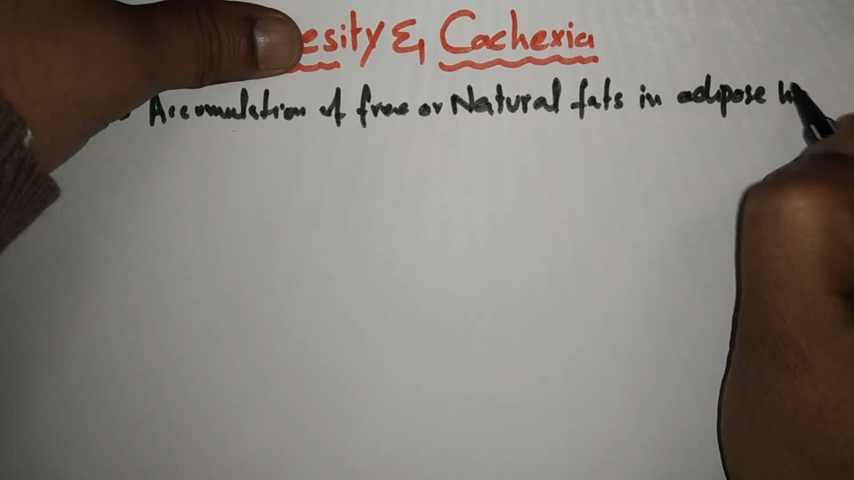 esity & Cachexia
Accumulation of free or Natural fats in adipose